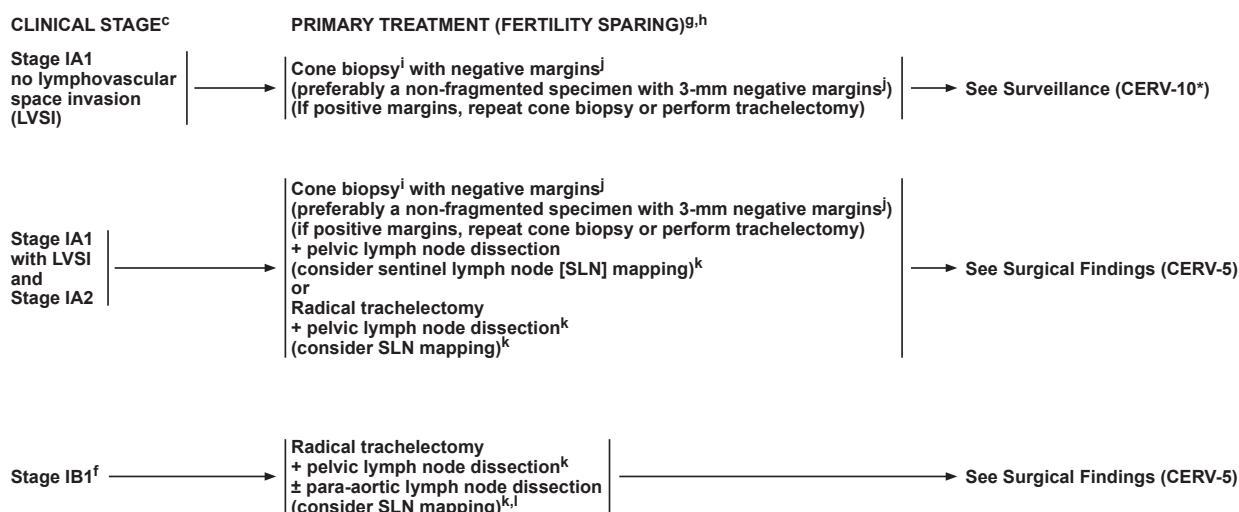 CLINICAL STAGEc
PRIMARY TREATMENT (FERTILITY SPARING)g,h
Stage IA1
no lymphovascular
space invasion
(LVSI)
Cone biopsyi with negative marginsj
(preferably a non-fragmented specimen with 3-mm negative marginsj)
(If positive margins, repeat cone biopsy or perform trachelectomy)
See Surveillance (CERV-10*)
Stage IA1
with LVSI
and
Stage IA2
Cone biopsyi with negative marginsj
(preferably a non-fragmented specimen with 3-mm negative marginsj)
(if positive margins, repeat cone biopsy or perform trachelectomy)
+ pelvic lymph node dissection
(consider sentinel lymph node [SLN] mapping)k
or
Radical trachelectomy
+ pelvic lymph node dissectionk
(consider SLN mapping)k
See Surgical Findings (CERV-5)
Stage IB1f
Radical trachelectomy
+ pelvic lymph node dissectionk
± para-aortic lymph node dissection
(consider SLN mapping)k,l
See Surgical Findings (CERV-5)